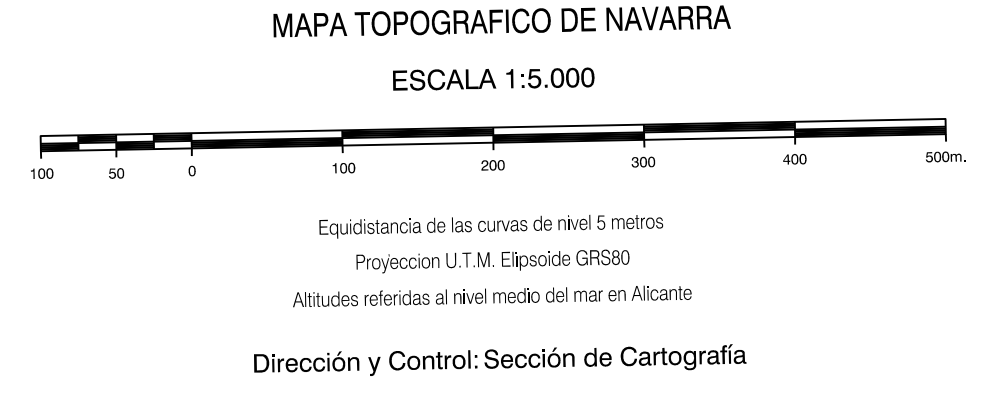 MAPA TOPOGRAFICO DE NAVARRA
ESCALA 1:5.000
100 50 0 100 200 300 400 500m.
Equidistancia de las curvas de nivel 5 metros
Proyeccion U.T.M. Elipsoide GRS80
Altitudes referidas al nivel medio del mar en Alicante
Dirección y Control: Sección de Cartografía